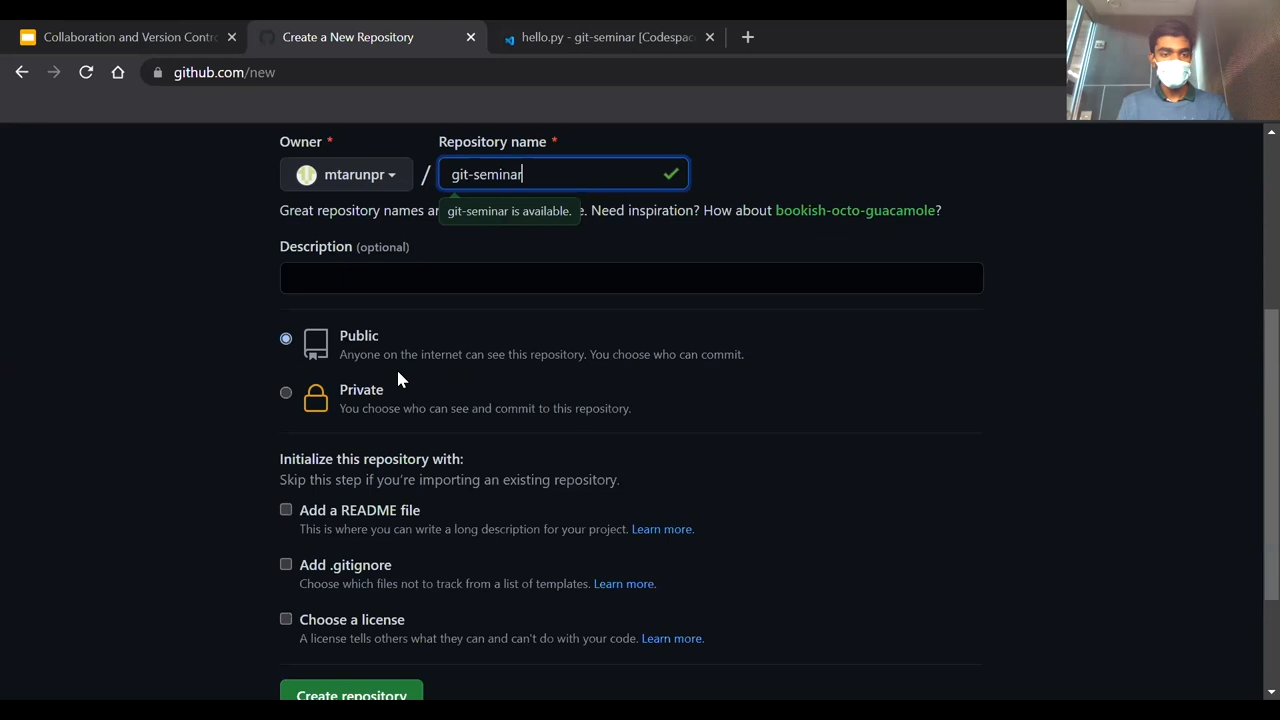 Collaboration and Version Contro
Create a New Repository
hello.py - git-seminar [Codespac
github.com/new
Owner *
Repository name *
mtarunpr
/
git-seminar
Great repository names ar
git-seminar is available.
e. Need inspiration? How about bookish-octo-guacamole?
Description (optional)
Public
Anyone on the internet can see this repository. You choose who can commit.
Private
You choose who can see and commit to this repository.
Initialize this repository with:
Skip this step if you're importing an existing repository.
Add a README file
This is where you can write a long description for your project. Learn more.
Add .gitignore
Choose which files not to track from a list of templates. Learn more.
Choose a license
A license tells others what they can and can't do with your code. Learn more.
Create repository